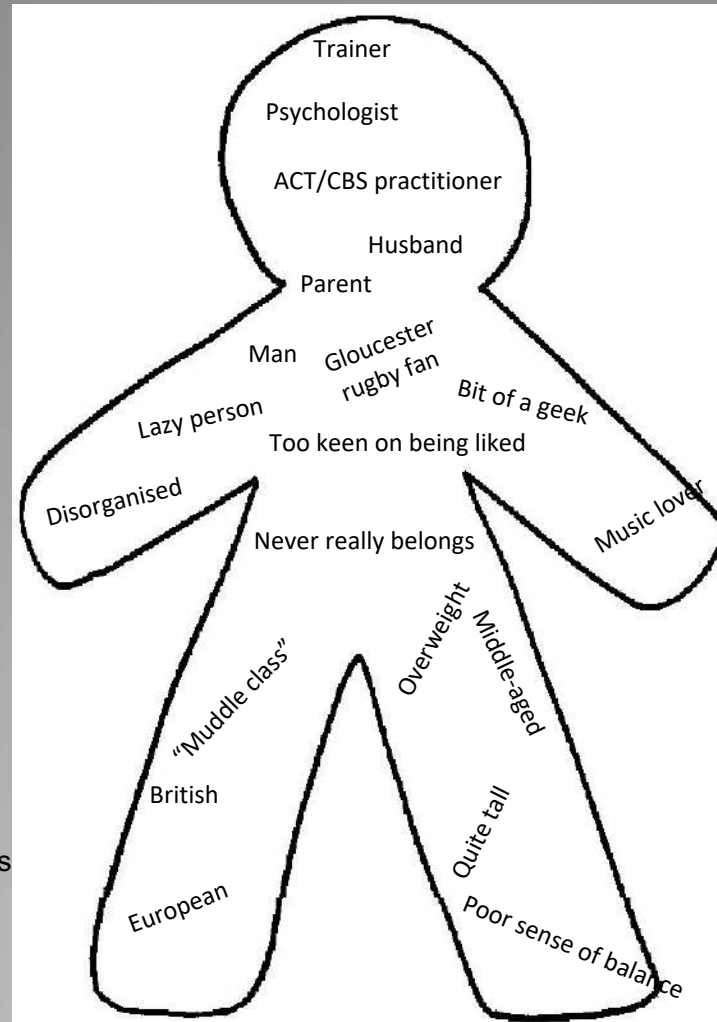 Trainer
Psychologist
ACT/CBS practitioner
Husband
Parent
Man
Gloucester
rugby fan
Bit of a geek
Lazy person
Too keen on being liked
Disorganised
Music lover
Never really belongs
Overweight
Middle-aged
“Muddle class”
British
Quite tall
s
European
Poor sense of balance